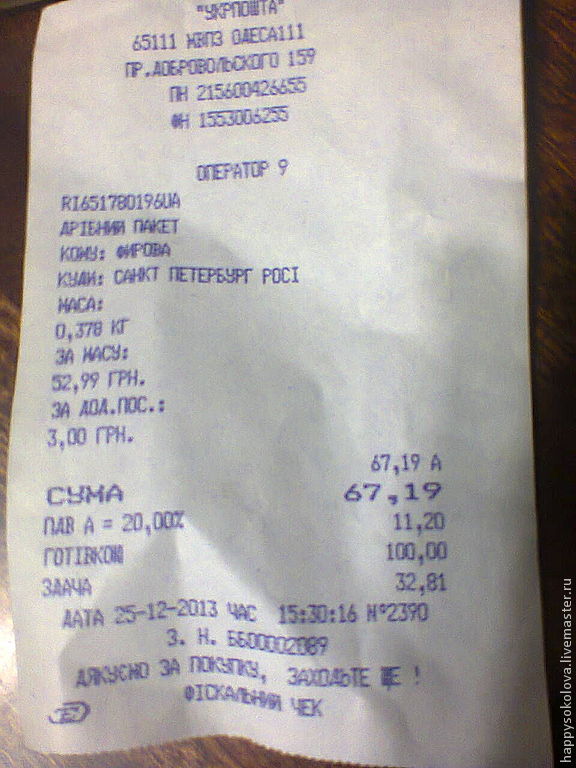 "УКРПОШТА"
65111 МВПЗ ОДЕСА111
ПР.ДОБРОВОЛЬСКОГО 159
ПН 215600426655
ФН 1553006255
ОПЕРАТОР 9
RI651780196UA
ДРІБНИЙ ПАКЕТ
КОМУ: ФИРОВА
КУДИ: САНКТ ПЕТЕРБУРГ РОСІ
МАСА:
0,378 КГ
ЗА МАСУ:
52,99 ГРН.
ЗА ДОД.ПОС.:
3,00 ГРН.
67,19 А
СУМА 67,19
ПДВ А = 20,00% 11,20
ГОТІВКОЮ 100,00
ЗДАЧА 32,81
ДАТА 25-12-2013 ЧАС 15:30:16 №2390
З. Н. ББ00002089
ДЯКУЄМО ЗА ПОКУПКУ, ЗАХОДЬТЕ ЩЕ !
ФІСКАЛЬНИЙ ЧЕК
happysokolova.livemaster.ru